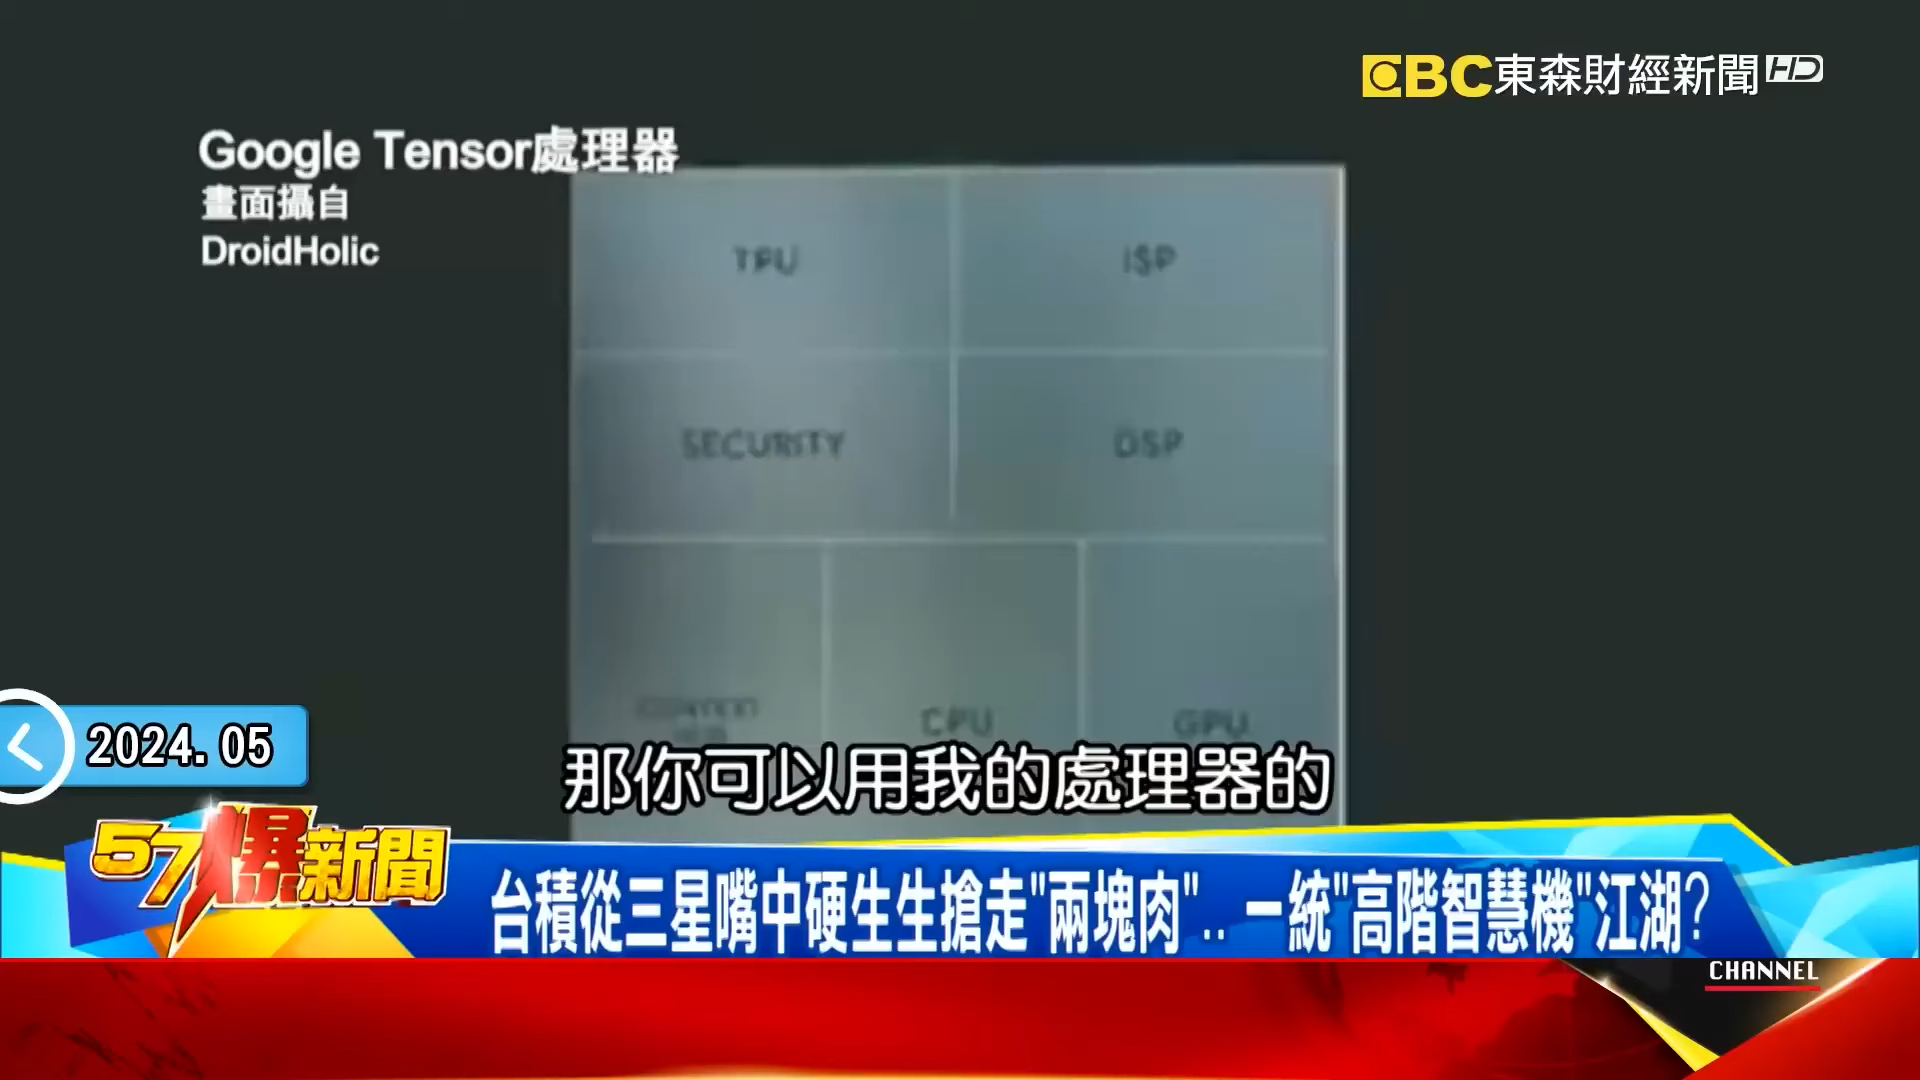 EBC東森財經新聞HD
Google Tensor處理器
畫面攝自
DroidHolic
TPU
ISP
SECURITY
DSP
CONTEXT
HUB
CPU
GPU
2024.05
那你可以用我的處理器的
57爆新聞
台積從三星嘴中硬生生搶走"兩塊肉"..一統"高階智慧機"江湖?
CHANNEL